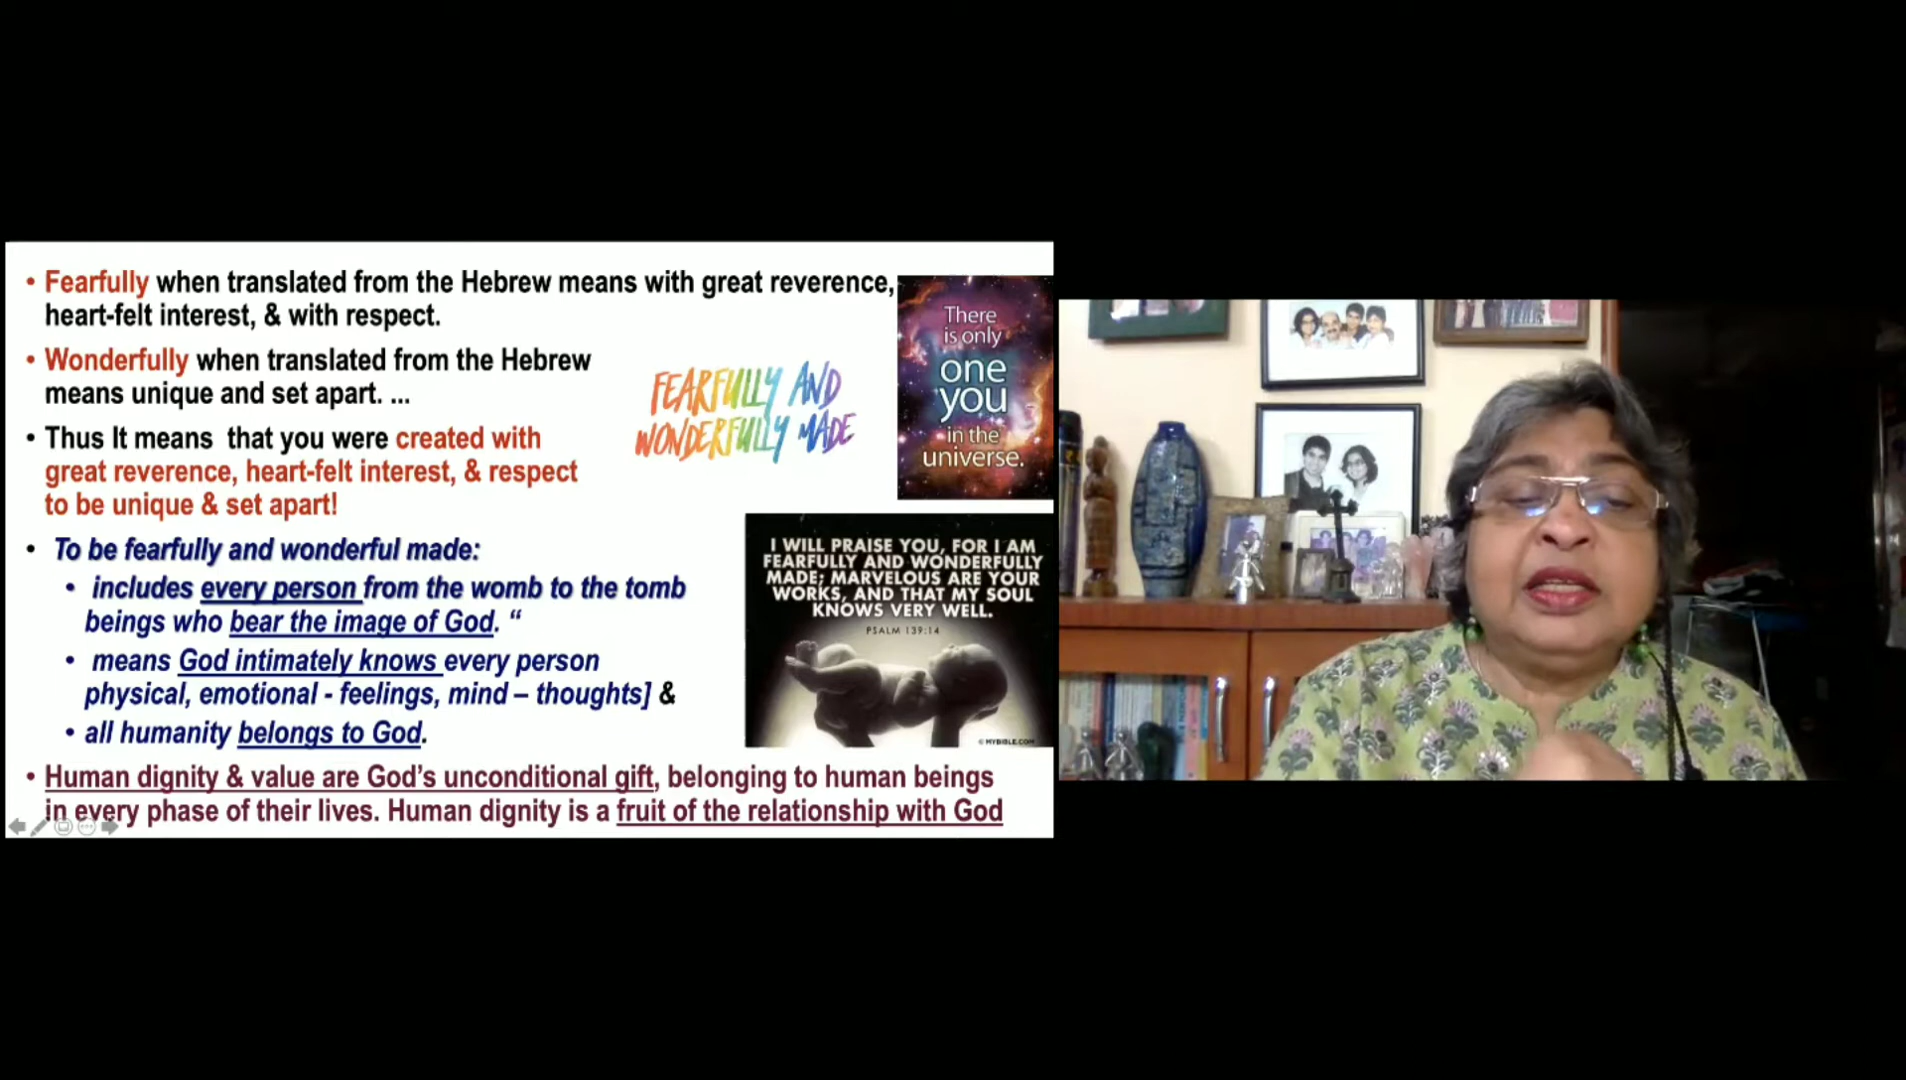 • Fearfully when translated from the Hebrew means with great reverence,
heart-felt interest, & with respect.
• Wonderfully when translated from the Hebrew
means unique and set apart. ...
• Thus It means that you were created with
great reverence, heart-felt interest, & respect
to be unique & set apart!
• To be fearfully and wonderful made:
• includes every person from the womb to the tomb
beings who bear the image of God. “
• means God intimately knows every person
physical, emotional - feelings, mind – thoughts] &
• all humanity belongs to God.
• Human dignity & value are God’s unconditional gift, belonging to human beings
in every phase of their lives. Human dignity is a fruit of the relationship with God
FEARFULLY AND
WONDERFULLY MADE
There
is only
one
you
in the
universe.
I WILL PRAISE YOU, FOR I AM
FEARFULLY AND WONDERFULLY
MADE; MARVELOUS ARE YOUR
WORKS, AND THAT MY SOUL
KNOWS VERY WELL.
PSALM 139:14
© MYBIBLE.COM